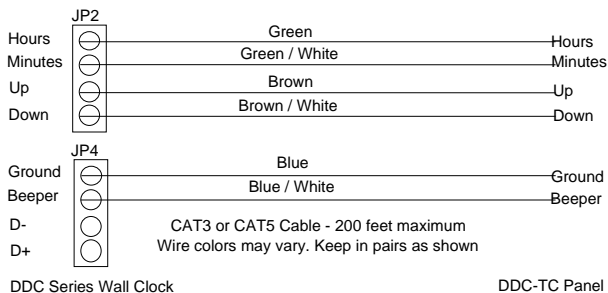 JP2
Hours Green Hours
Minutes Green / White Minutes
Up Brown Up
Down Brown / White Down
JP4
Ground Blue Ground
Beeper Blue / White Beeper
D- CAT3 or CAT5 Cable - 200 feet maximum
D+ Wire colors may vary. Keep in pairs as shown
DDC Series Wall Clock DDC-TC Panel